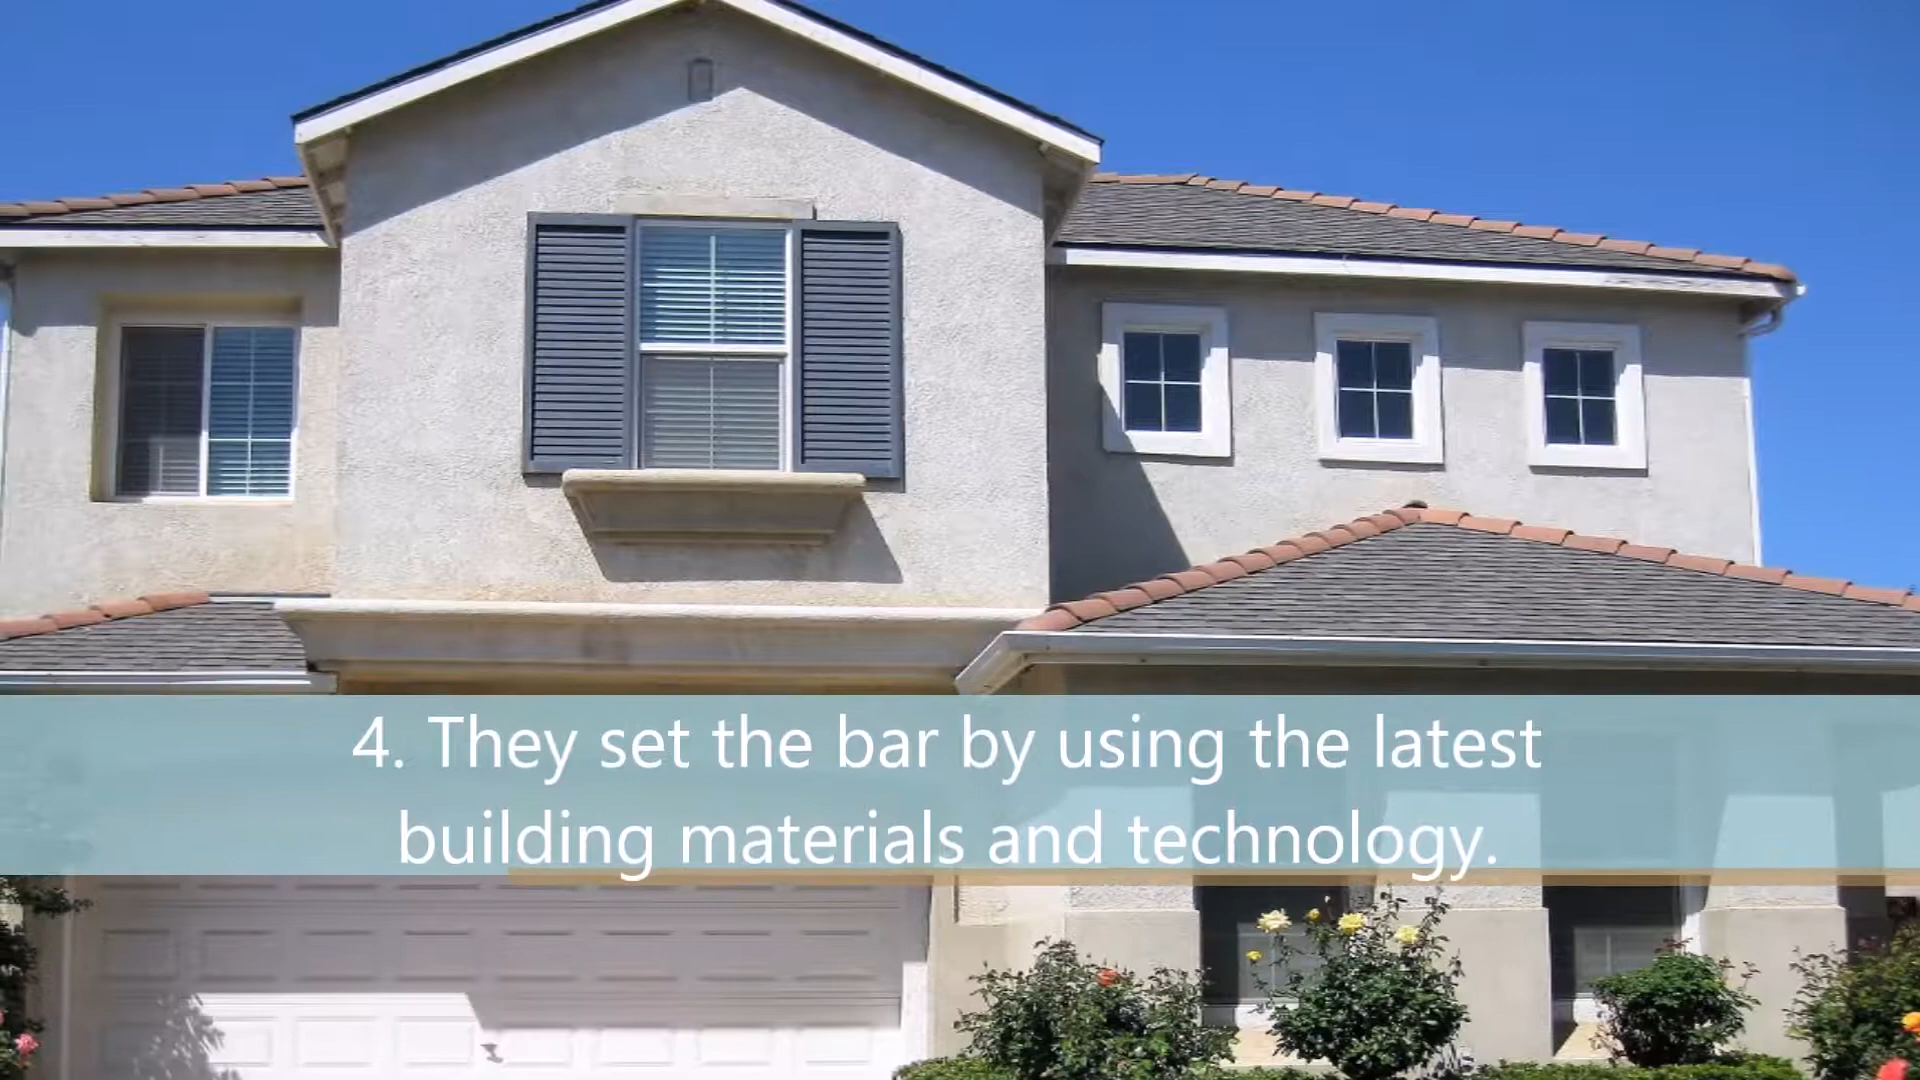 4. They set the bar by using the latest
building materials and technology.